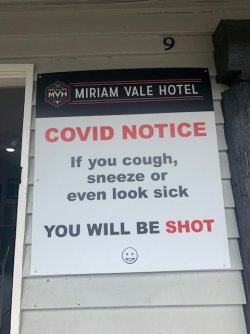 9
MVH
MIRIAM VALE HOTEL
COVID NOTICE
If you cough,
sneeze or
even look sick
YOU WILL BE SHOT